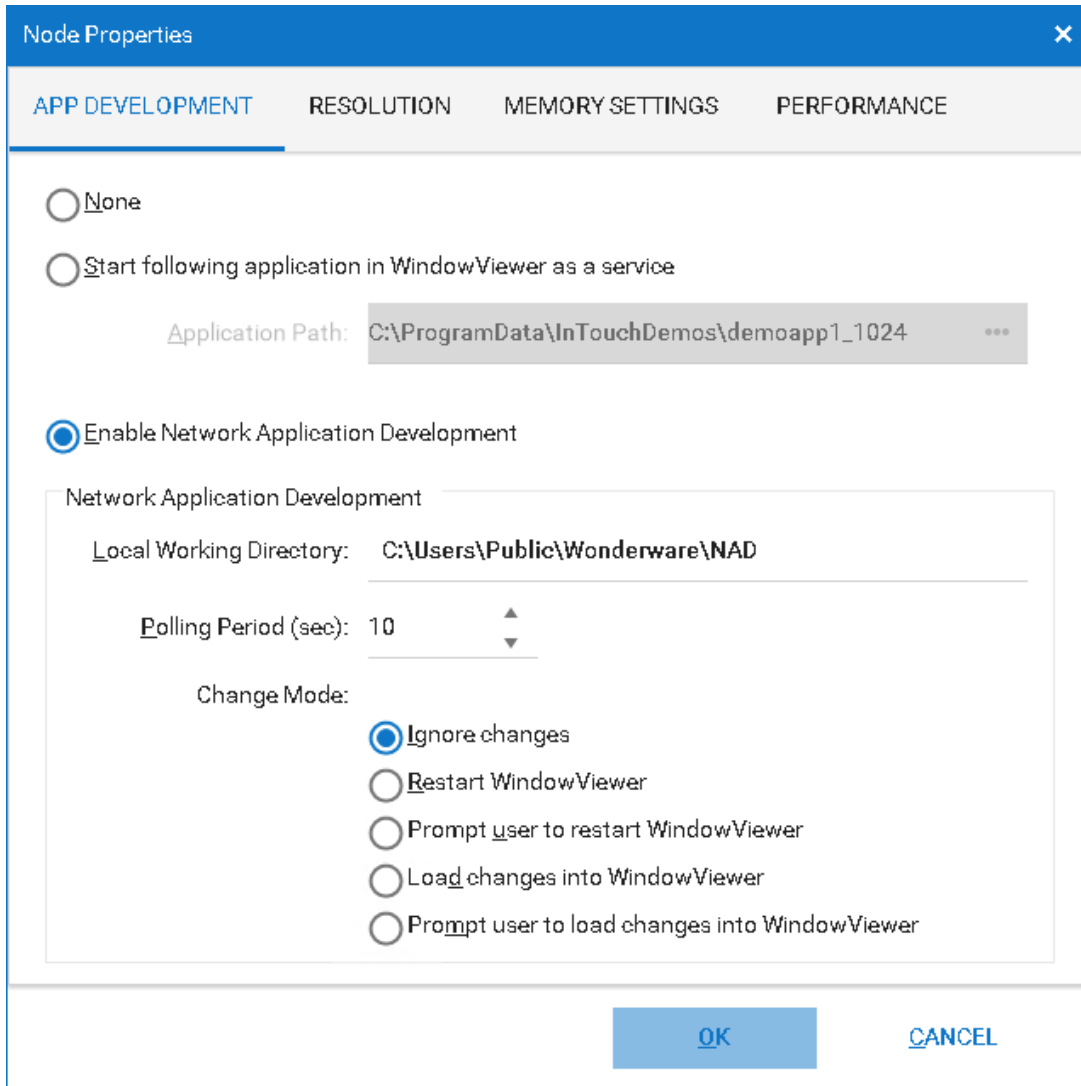 Node Properties
APP DEVELOPMENT RESOLUTION MEMORY SETTINGS PERFORMANCE
None
Start following application in WindowViewer as a service
Application Path: C:\ProgramData\InTouchDemos\demoapp1_1024 •••
Enable Network Application Development
Network Application Development
Local Working Directory: C:\Users\Public\Wonderware\NAD
Polling Period (sec): 10
Change Mode:
Ignore changes
Restart WindowViewer
Prompt user to restart WindowViewer
Load changes into WindowViewer
Prompt user to load changes into WindowViewer
OK CANCEL